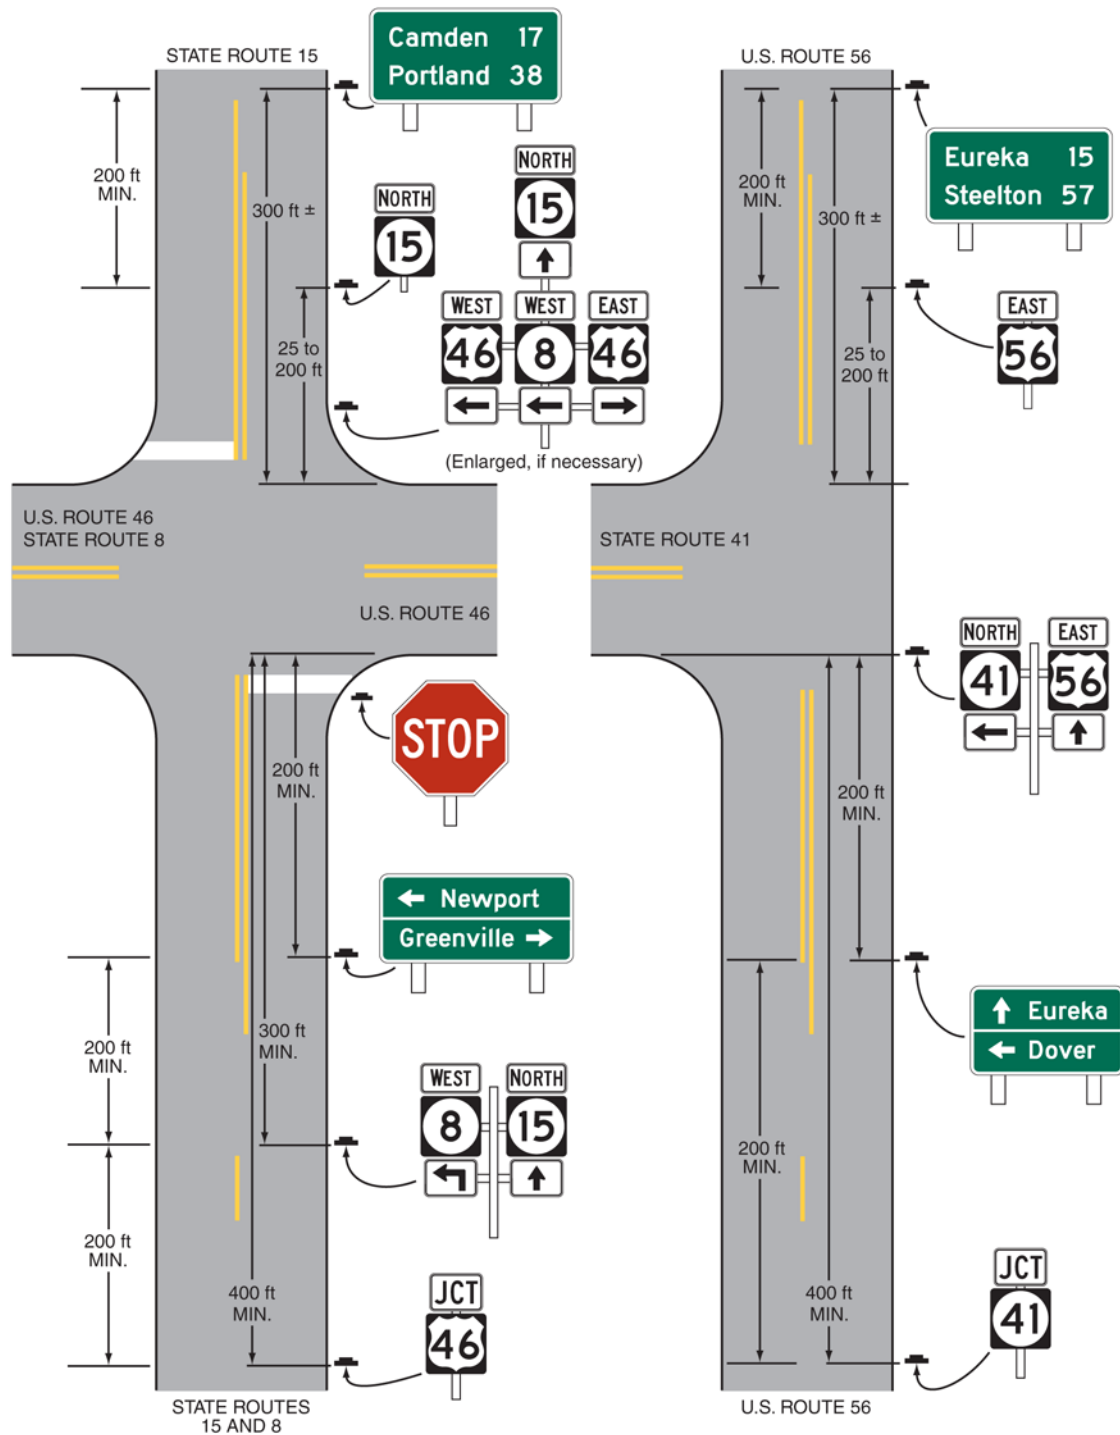 STATE ROUTE 15
Camden 17
Portland 38
200 ft
MIN.
300 ft ±
NORTH
15
NORTH
15
25 to
200 ft
WEST
46
WEST
8
EAST
46
(Enlarged, if necessary)
U.S. ROUTE 46
STATE ROUTE 8
U.S. ROUTE 46
STOP
200 ft
MIN.
Newport
Greenville
300 ft
MIN.
200 ft
MIN.
WEST
8
NORTH
15
200 ft
MIN.
400 ft
MIN.
JCT
46
STATE ROUTES
15 AND 8
U.S. ROUTE 56
200 ft
MIN.
300 ft ±
Eureka 15
Steelton 57
25 to
200 ft
EAST
56
STATE ROUTE 41
NORTH
41
EAST
56
200 ft
MIN.
Eureka
Dover
200 ft
MIN.
400 ft
MIN.
JCT
41
U.S. ROUTE 56